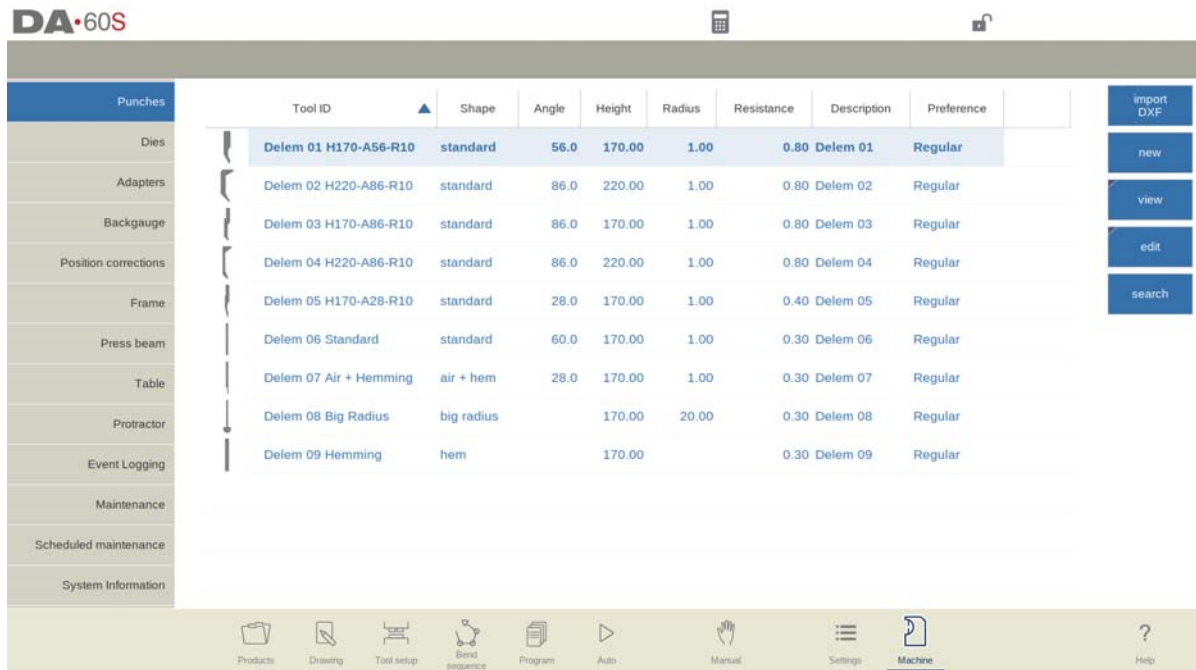 DA•60S
Punches
Dies
Adapters
Backgauge
Position corrections
Frame
Press beam
Table
Protractor
Event Logging
Maintenance
Scheduled maintenance
System Information
Tool ID Shape Angle Height Radius Resistance Description Preference
Delem 01 H170-A56-R10 standard 56.0 170.00 1.00 0.80 Delem 01 Regular
Delem 02 H220-A86-R10 standard 86.0 220.00 1.00 0.80 Delem 02 Regular
Delem 03 H170-A86-R10 standard 86.0 170.00 1.00 0.80 Delem 03 Regular
Delem 04 H220-A86-R10 standard 86.0 220.00 1.00 0.80 Delem 04 Regular
Delem 05 H170-A28-R10 standard 28.0 170.00 1.00 0.40 Delem 05 Regular
Delem 06 Standard standard 60.0 170.00 1.00 0.30 Delem 06 Regular
Delem 07 Air + Hemming air + hem 28.0 170.00 1.00 0.30 Delem 07 Regular
Delem 08 Big Radius big radius 170.00 20.00 0.30 Delem 08 Regular
Delem 09 Hemming hem 170.00 0.30 Delem 09 Regular
import
DXF
new
view
edit
search
Products Drawing Tool setup Bend
sequence Program Auto Manual Settings Machine ? Help